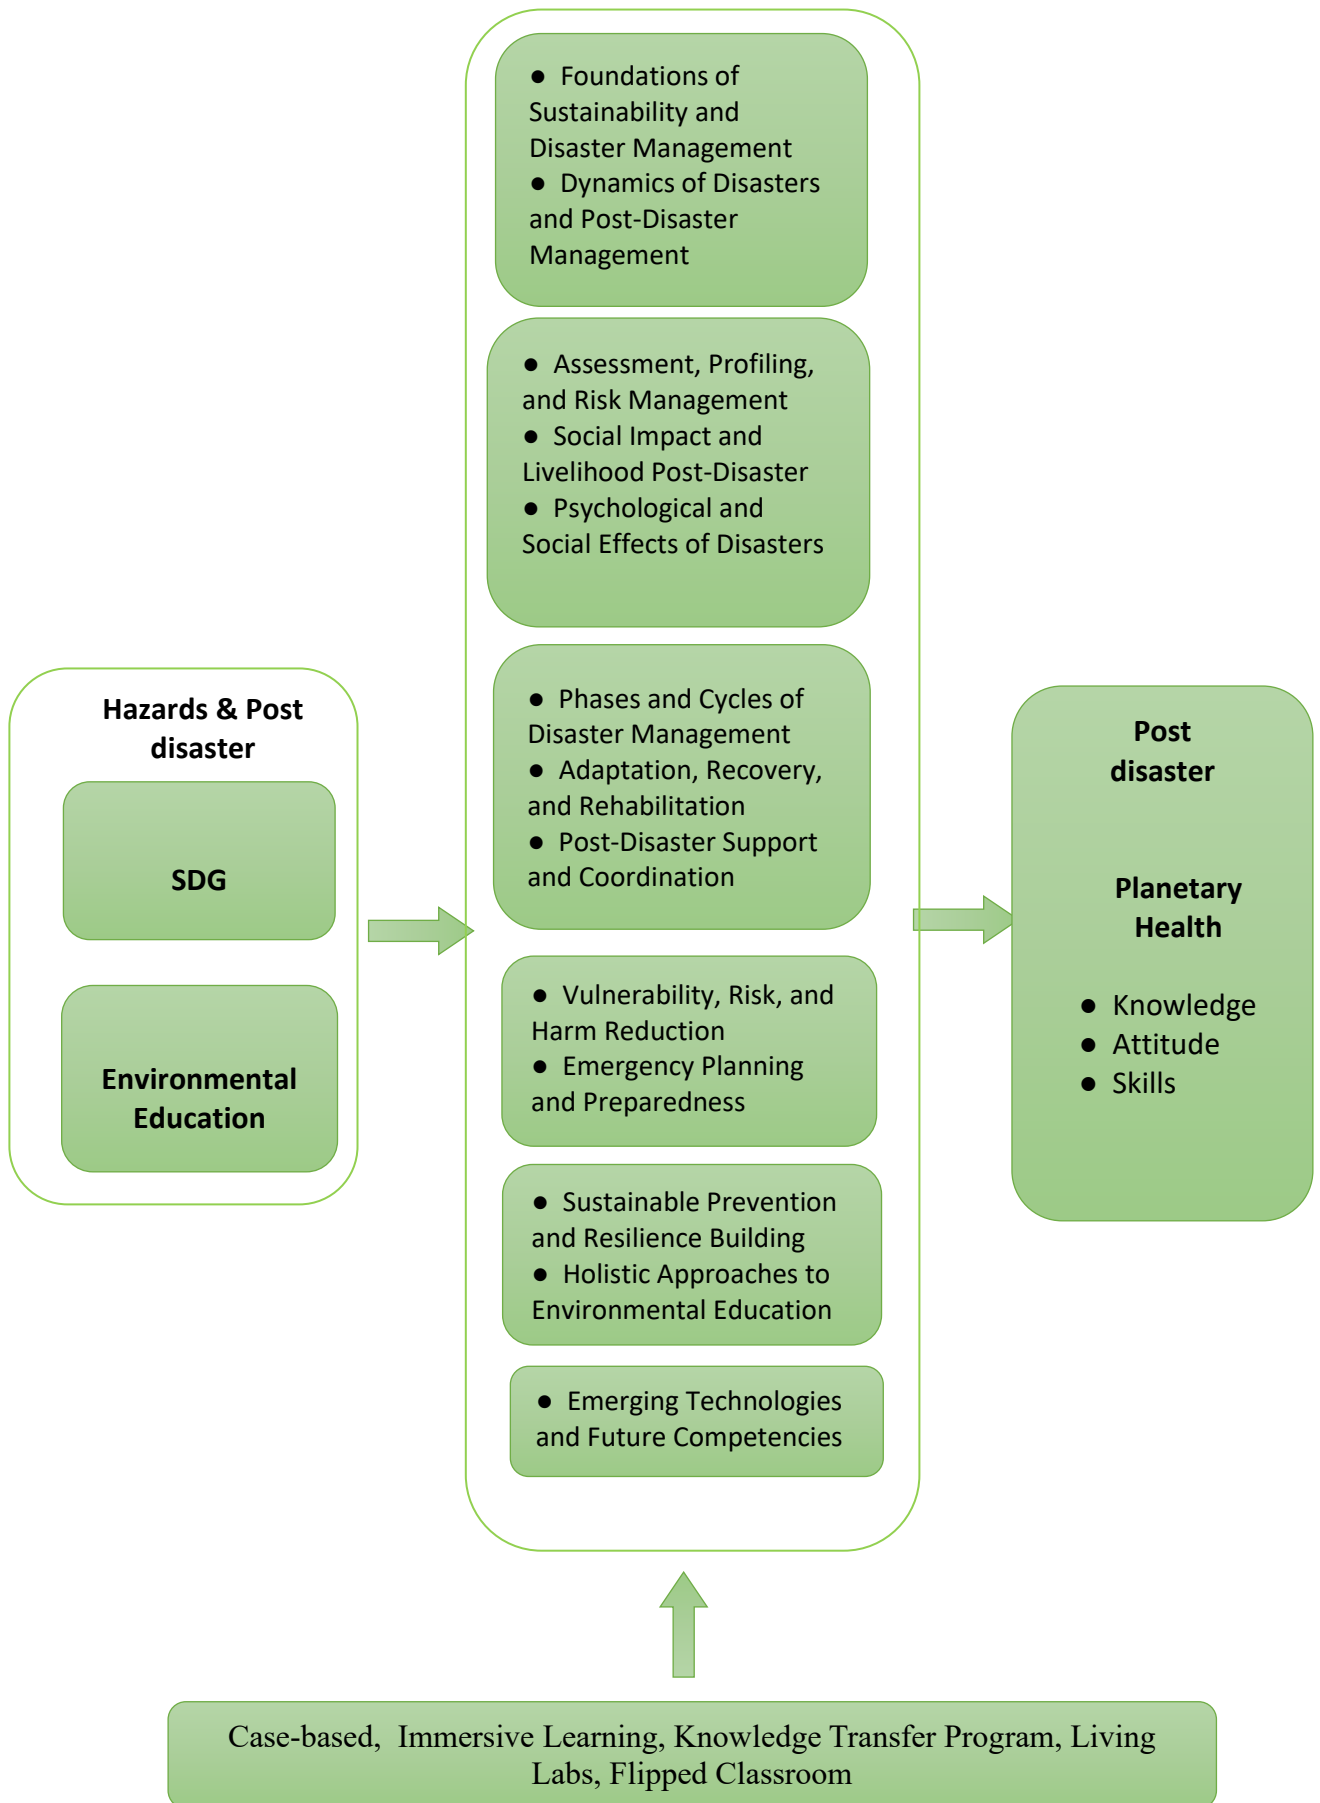 ● Foundations of
Sustainability and
Disaster Management
● Dynamics of Disasters
and Post-Disaster
Management
● Assessment, Profiling,
and Risk Management
● Social Impact and
Livelihood Post-Disaster
● Psychological and
Social Effects of Disasters
Hazards & Post
disaster
SDG
Environmental
Education
● Phases and Cycles of
Disaster Management
● Adaptation, Recovery,
and Rehabilitation
● Post-Disaster Support
and Coordination
● Vulnerability, Risk, and
Harm Reduction
● Emergency Planning
and Preparedness
● Sustainable Prevention
and Resilience Building
● Holistic Approaches to
Environmental Education
● Emerging Technologies
and Future Competencies
Post
disaster
Planetary
Health
● Knowledge
● Attitude
● Skills
Case-based, Immersive Learning, Knowledge Transfer Program, Living
Labs, Flipped Classroom